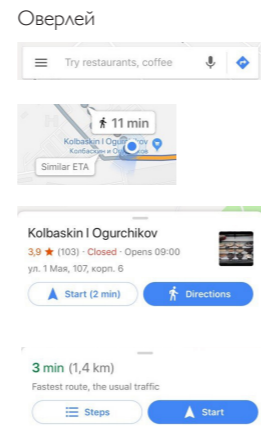 Оверлей
Try restaurants, coffee
11 min
Kolbaskin I Ogurchikov
Similar ETA
Kolbaskin I Ogurchikov
3,9 ★ (103) · Closed · Opens 09:00
ул. 1 Мая, 107, корп. 6
Start (2 min) Directions
3 min (1,4 km)
Fastest route, the usual traffic
Steps Start